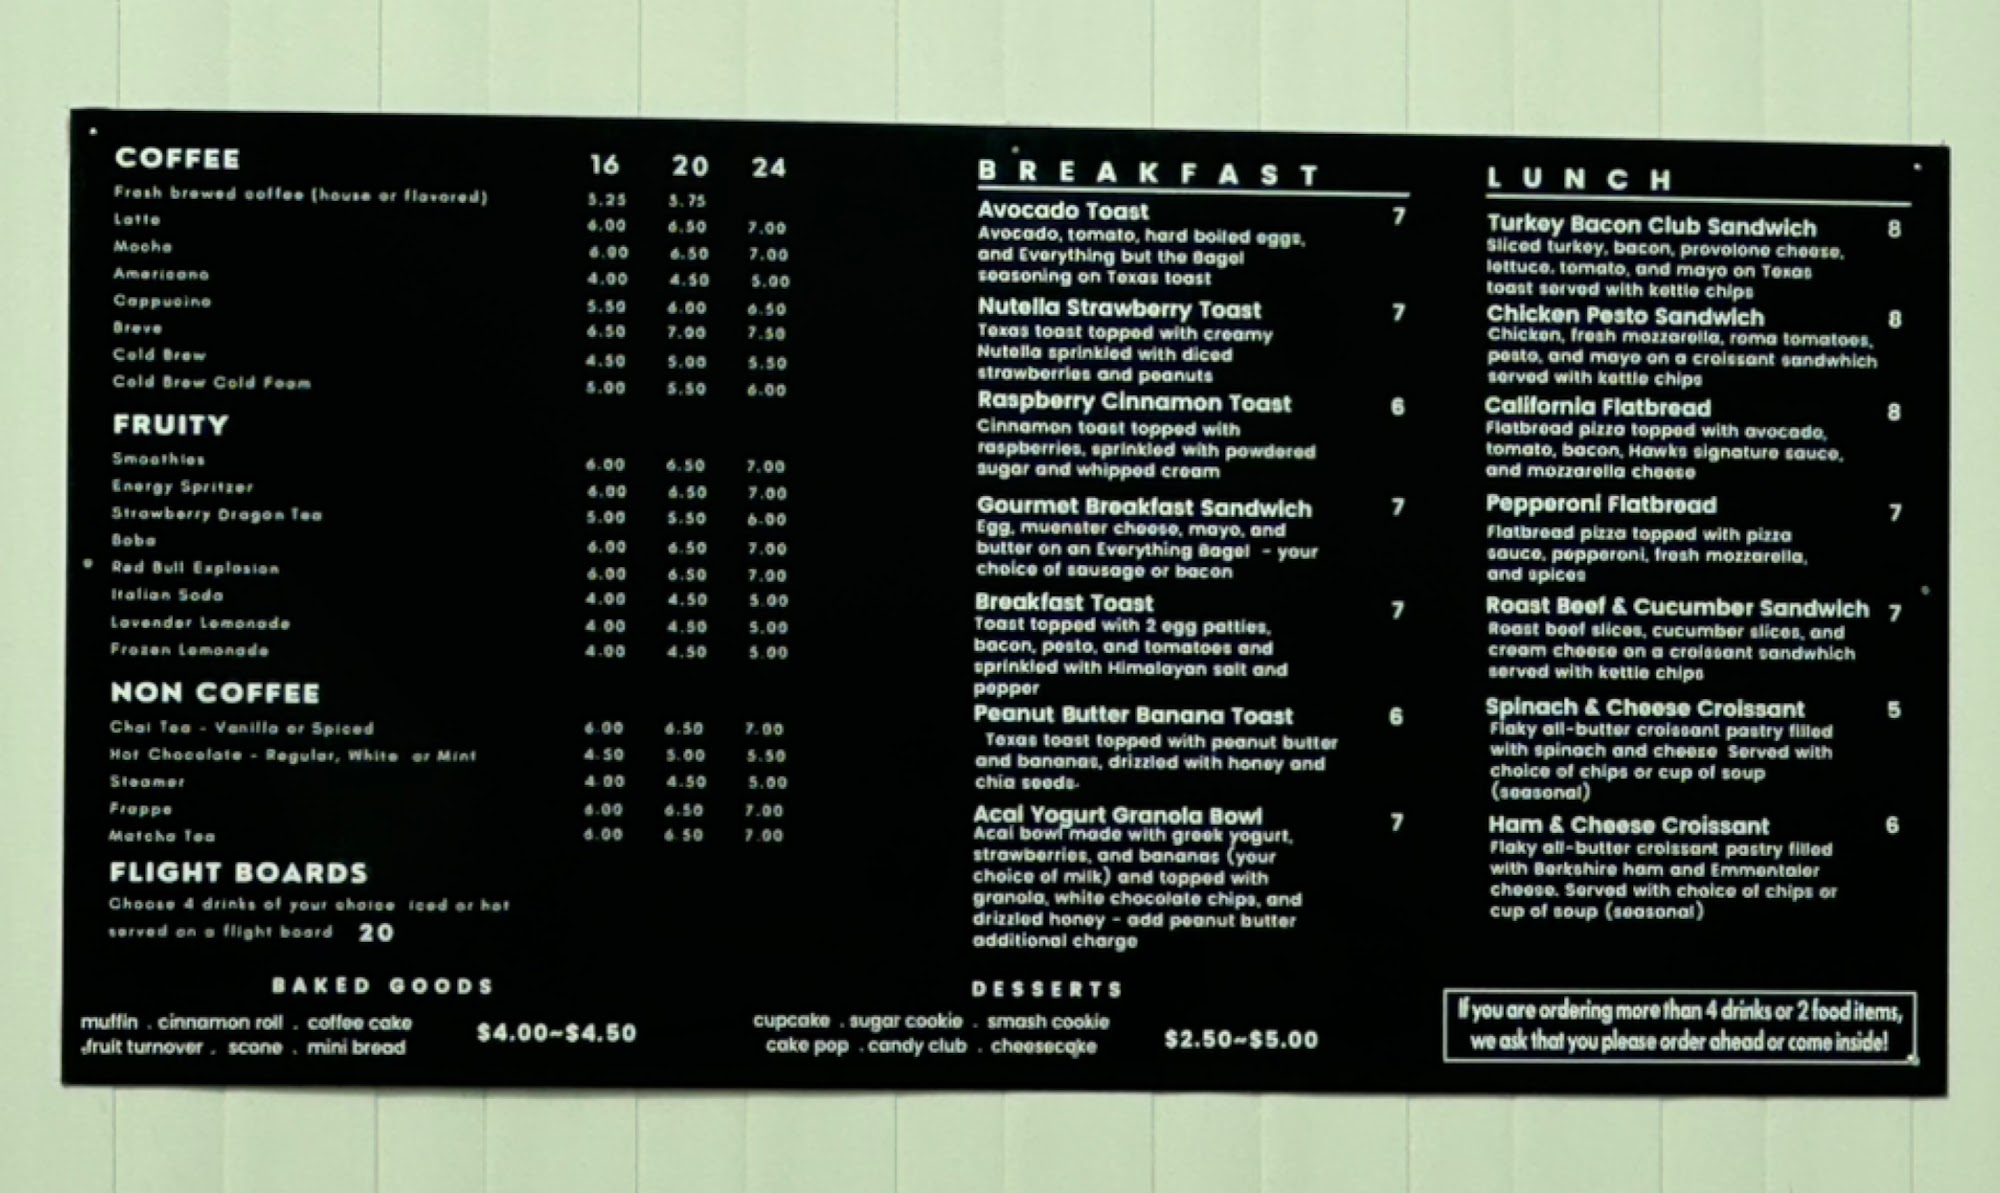 COFFEE 16 20 24
Fresh brewed coffee (house or flavored) 5.25 5.75
Latte 6.00 6.50 7.00
Mocha 6.00 6.50 7.00
Americano 4.00 4.50 5.00
Cappucino 5.50 6.00 6.50
Breve 6.50 7.00 7.50
Cold Brew 4.50 5.00 5.50
Cold Brew Cold Foam 5.00 5.50 6.00
FRUITY
Smoothies 6.00 6.50 7.00
Energy Spritzer 6.00 6.50 7.00
Strawberry Dragon Tea 5.00 5.50 6.00
Boba 6.00 6.50 7.00
Red Bull Explosion 6.00 6.50 7.00
Italian Soda 4.00 4.50 5.00
Lavender Lemonade 4.00 4.50 5.00
Frozen Lemonade 4.00 4.50 5.00
NON COFFEE
Chai Tea - Vanilla or Spiced 6.00 6.50 7.00
Hot Chocolate - Regular, White or Mint 4.50 5.00 5.50
Steamer 4.00 4.50 5.00
Frappe 6.00 6.50 7.00
Matcha Tea 6.00 6.50 7.00
FLIGHT BOARDS
Choose 4 drinks of your choice iced or hot
served on a flight board 20
BREAKFAST
Avocado Toast 7
Avocado, tomato, hard boiled eggs,
and Everything but the Bagel
seasoning on Texas toast
Nutella Strawberry Toast 7
Texas toast topped with creamy
Nutella sprinkled with diced
strawberries and peanuts
Raspberry Cinnamon Toast 6
Cinnamon toast topped with
raspberries, sprinkled with powdered
sugar and whipped cream
Gourmet Breakfast Sandwich 7
Egg, muenster cheese, mayo, and
butter on an Everything Bagel - your
choice of sausage or bacon
Breakfast Toast 7
Toast topped with 2 egg patties,
bacon, pesto, and tomatoes and
sprinkled with Himalayan salt and
pepper
Peanut Butter Banana Toast 6
Texas toast topped with peanut butter
and bananas, drizzled with honey and
chia seeds.
Acai Yogurt Granola Bowl 7
Acai bowl made with greek yogurt,
strawberries, and bananas (your
choice of milk) and topped with
granola, white chocolate chips, and
drizzled honey - add peanut butter
additional charge
LUNCH
Turkey Bacon Club Sandwich 8
Sliced turkey, bacon, provolone cheese,
lettuce, tomato, and mayo on Texas
toast served with kettle chips
Chicken Pesto Sandwich 8
Chicken, fresh mozzarella, roma tomatoes,
pesto, and mayo on a croissant sandwhich
served with kettle chips
California Flatbread 8
Flatbread pizza topped with avocado,
tomato, bacon, Hawks signature sauce,
and mozzarella cheese
Pepperoni Flatbread 7
Flatbread pizza topped with pizza
sauce, pepperoni, fresh mozzarella,
and spices
Roast Beef & Cucumber Sandwich 7
Roast beef slices, cucumber slices, and
cream cheese on a croissant sandwhich
served with kettle chips
Spinach & Cheese Croissant 5
Flaky all-butter croissant pastry filled
with spinach and cheese Served with
choice of chips or cup of soup
(seasonal)
Ham & Cheese Croissant 6
Flaky all-butter croissant pastry filled
with Berkshire ham and Emmentaler
cheese. Served with choice of chips or
cup of soup (seasonal)
BAKED GOODS
muffin . cinnamon roll . coffee cake
fruit turnover . scone . mini bread
$4.00~$4.50
DESSERTS
cupcake . sugar cookie . smash cookie
cake pop . candy club . cheesecake
$2.50~$5.00
If you are ordering more than 4 drinks or 2 food items,
we ask that you please order ahead or come inside!